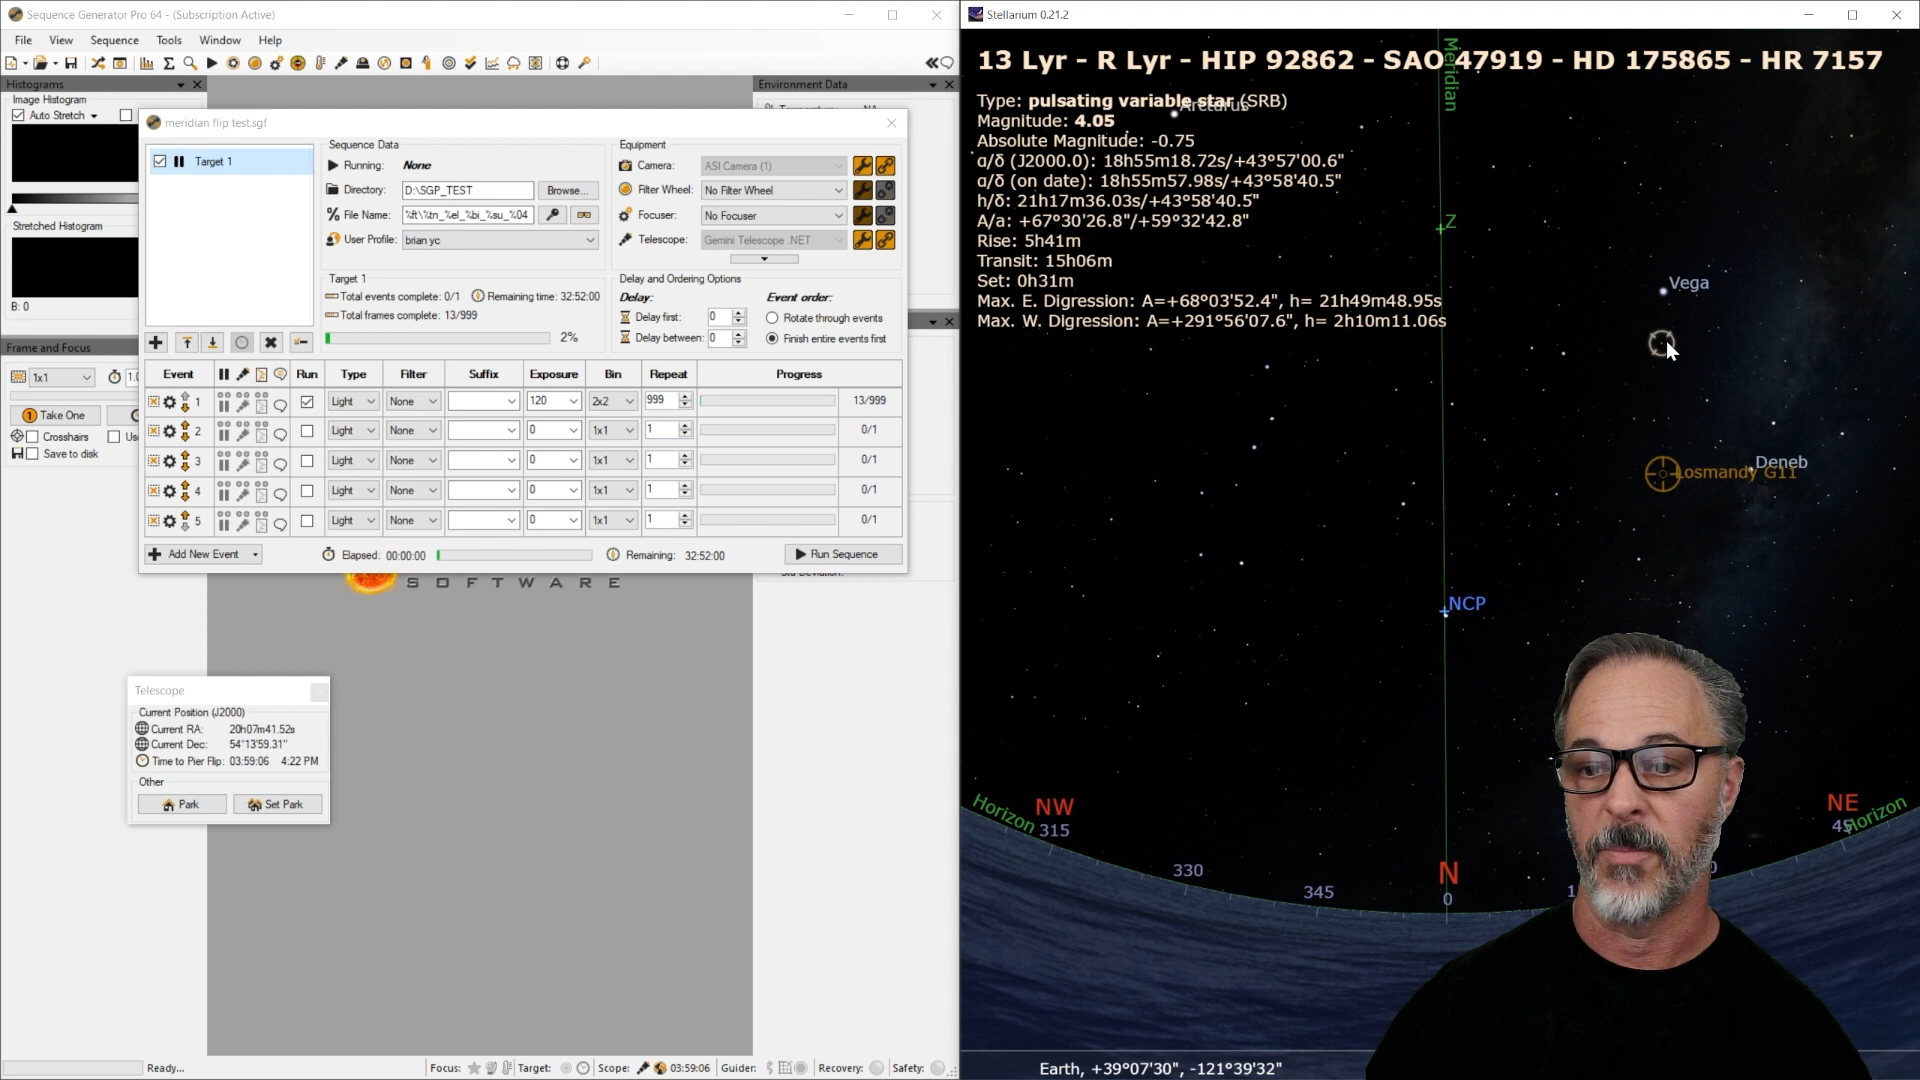 Sequence Generator Pro 64 - (Subscription Active)
File View Sequence Tools Window Help
Histograms
Image Histogram
Auto Stretch
Stretched Histogram
B: 0
Frame and Focus
1x1
Take One
Crosshairs
Save to disk
Environment Data
meridian flip test.sgf
Target 1
Sequence Data
Running: None
Directory: D:\SGP_TEST Browse...
File Name: %ft\%tn_%el_%bi_%su_%04
User Profile: brian yc
Equipment
Camera: ASI Camera (1)
Filter Wheel: No Filter Wheel
Focuser: No Focuser
Telescope: Gemini Telescope .NET
Target 1
Total events complete: 0/1 Remaining time: 32:52:00
Total frames complete: 13/999
2%
Delay and Ordering Options
Delay: Event order:
Delay first: 0 Rotate through events
Delay between: 0 Finish entire events first
Event Run Type Filter Suffix Exposure Bin Repeat Progress
1 Light None 120 2x2 999 13/999
2 Light None 0 1x1 1 0/1
3 Light None 0 1x1 1 0/1
4 Light None 0 1x1 1 0/1
5 Light None 0 1x1 1 0/1
Add New Event Elapsed: 00:00:00 Remaining: 32:52:00 Run Sequence
SOFTWARE
Telescope
Current Position (J2000)
Current RA: 20h07m41.52s
Current Dec: 54°13'59.31"
Time to Pier Flip: 03:59:06 4:22 PM
Other
Park Set Park
Ready... Focus: Target: Scope: 03:59:06 Guider: Recovery: Safety:
Stellarium 0.21.2
Meridian
13 Lyr - R Lyr - HIP 92862 - SAO 47919 - HD 175865 - HR 7157
Type: pulsating variable star (SRB)
Arcturus
Magnitude: 4.05
Absolute Magnitude: -0.75
α/δ (J2000.0): 18h55m18.72s/+43°57'00.6"
α/δ (on date): 18h55m57.98s/+43°58'40.5"
h/δ: 21h17m36.03s/+43°58'40.5"
A/a: +67°30'26.8"/+59°32'42.8"
Rise: 5h41m
Transit: 15h06m
Set: 0h31m
Max. E. Digression: A=+68°03'52.4", h= 21h49m48.95s
Max. W. Digression: A=+291°56'07.6", h= 2h10m11.06s
Z
Vega
Deneb
Losmandy G11
NCP
Horizon
NW
315
330
345
N
0
NE
45
Horizon
Earth, +39°07'30", -121°39'32"